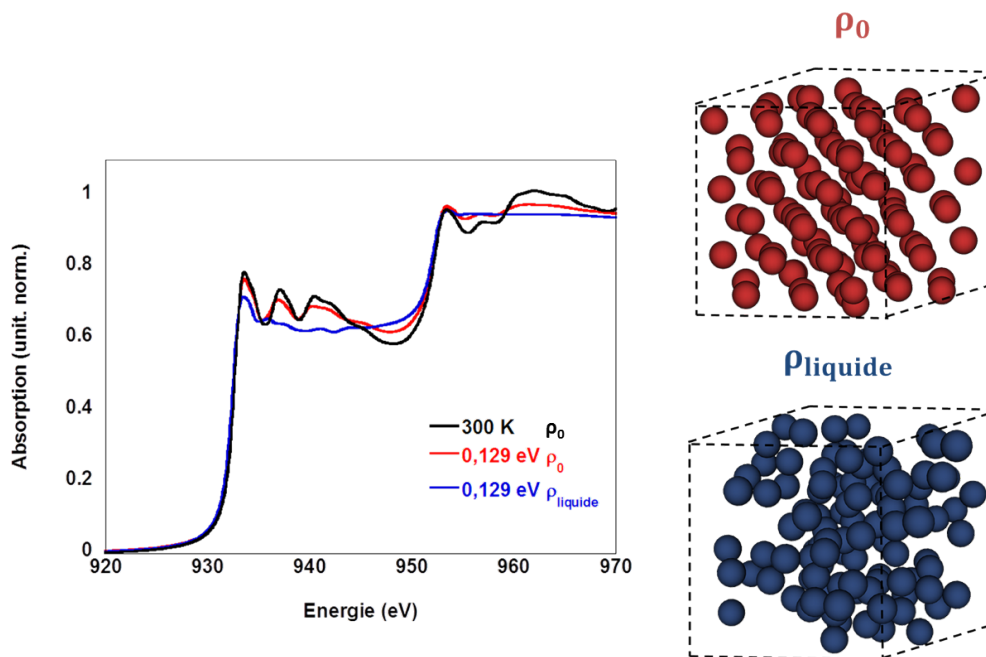 ρ0
1
0.8
0.6
0.4
0.2
0
Absorption (unit. norm.)
300 K ρ0
0,129 eV ρ0
0,129 eV ρliquide
920 930 940 950 960 970
Energie (eV)
ρliquide